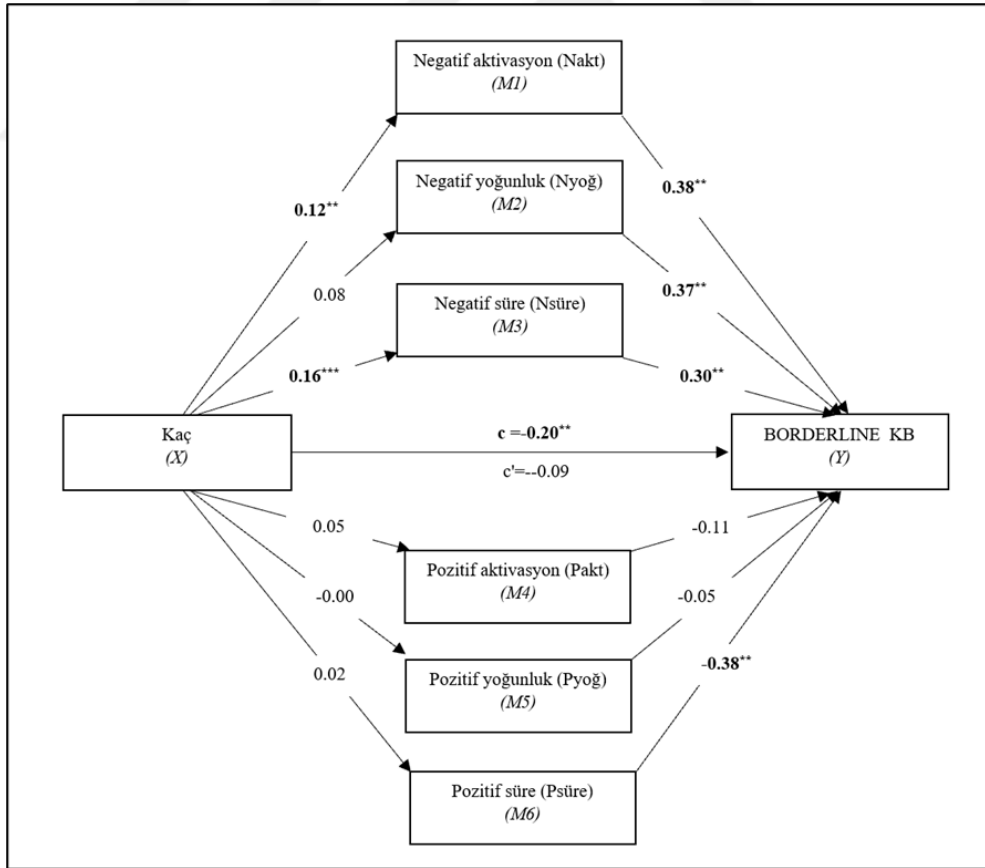 Negatif aktivasyon (Nakt)
(M1)
Negatif yoğunluk (Nyoğ)
(M2)
0.38**
0.12**
0.08
0.37**
Negatif süre (Nsüre)
(M3)
0.16***
0.30**
Kaç
(X)
c =-0.20**
c'=--0.09
BORDERLINE KB
(Y)
0.05
-0.11
Pozitif aktivasyon (Pakt)
(M4)
-0.00
-0.05
Pozitif yoğunluk (Pyoğ)
(M5)
0.02
-0.38**
Pozitif süre (Psüre)
(M6)